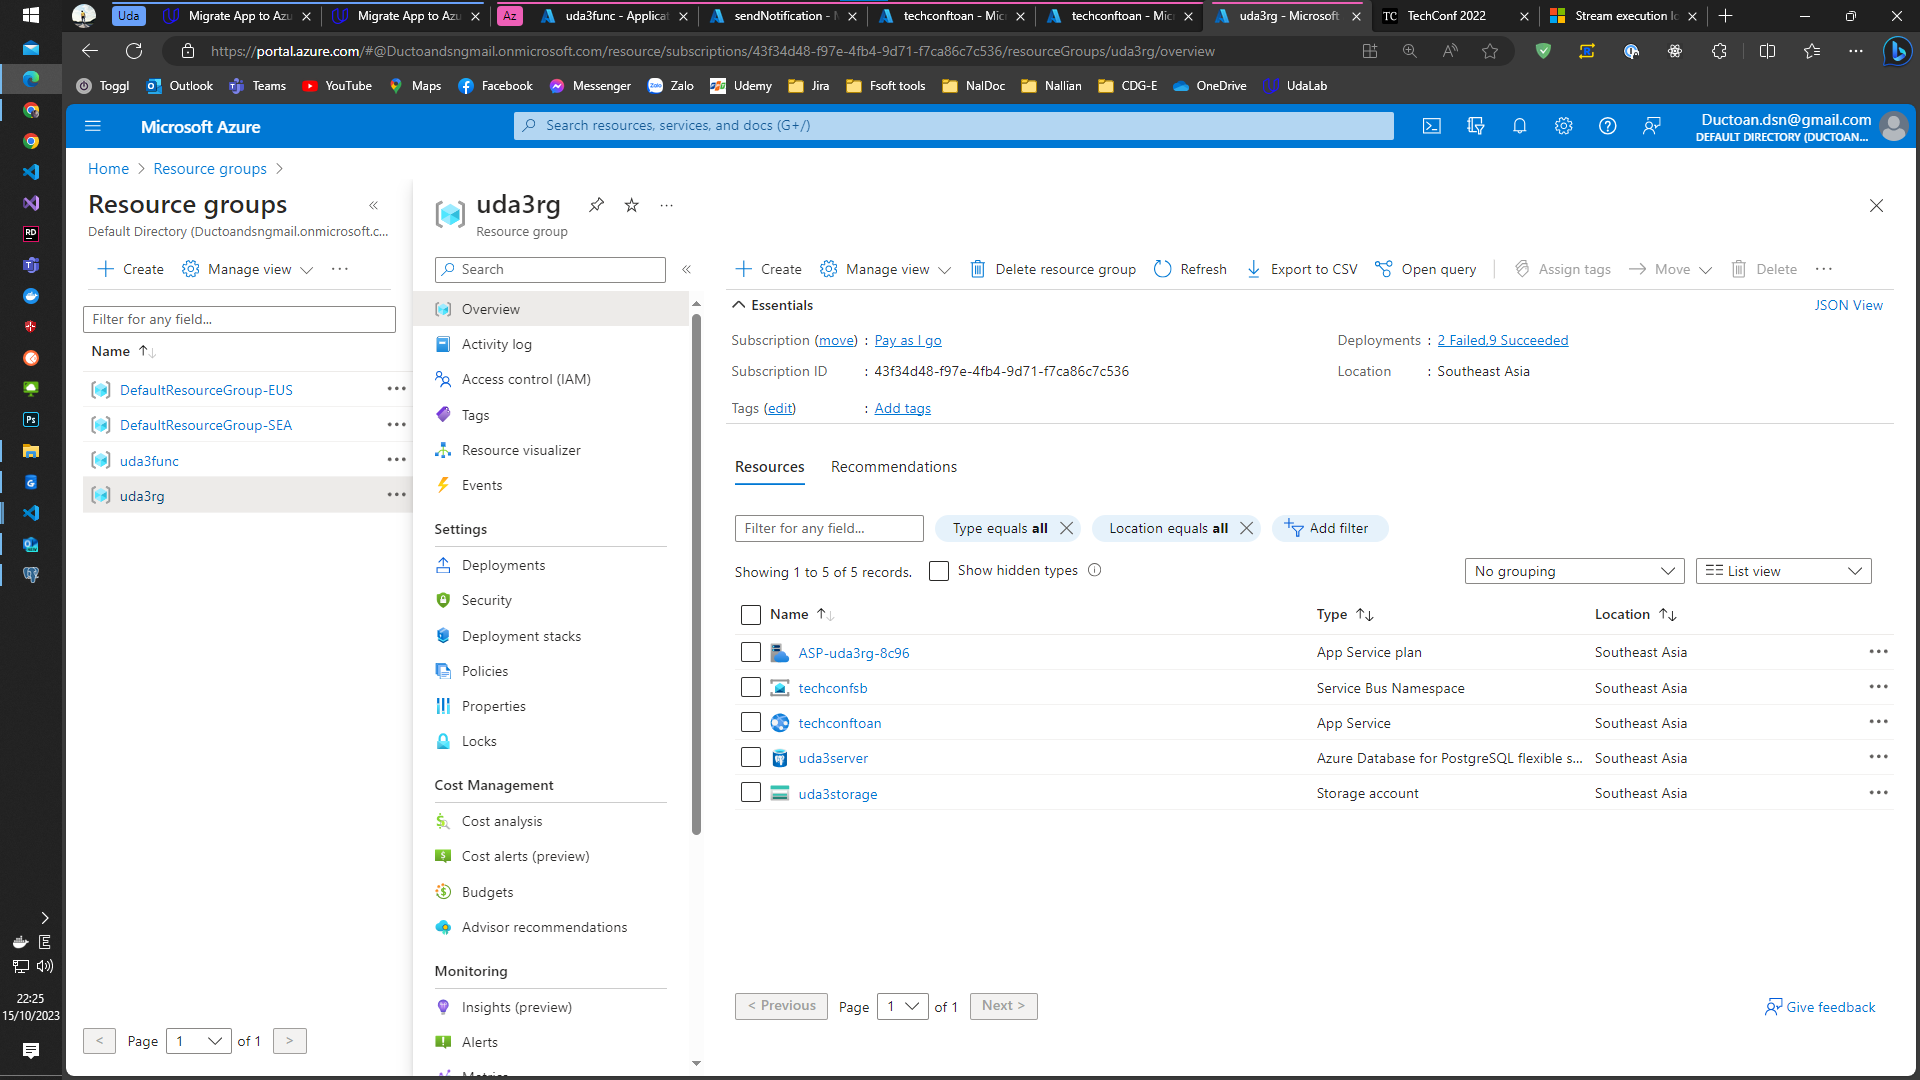 Uda
Migrate App to Azu
Migrate App to Azu
Az
uda3func - Applicat
sendNotification - M
techconftoan - Micr
techconftoan - Micr
uda3rg - Microsoft
TC TechConf 2022
Stream execution lo
https://portal.azure.com/#@Ductoandsngmail.onmicrosoft.com/resource/subscriptions/43f34d48-f97e-4fb4-9d71-f7ca86c7c536/resourceGroups/uda3rg/overview
Toggl
Outlook
Teams
YouTube
Maps
Facebook
Messenger
Zalo
Udemy
Jira
Fsoft tools
NalDoc
Nallian
CDG-E
OneDrive
UdaLab
Microsoft Azure
Search resources, services, and docs (G+/)
Ductoan.dsn@gmail.com
DEFAULT DIRECTORY (DUCTOAN...
Home > Resource groups >
Resource groups
Default Directory (Ductoandsngmail.onmicrosoft.c...
Create
Manage view
Filter for any field...
Name
DefaultResourceGroup-EUS
DefaultResourceGroup-SEA
uda3func
uda3rg
< Page 1 of 1 >
uda3rg
Resource group
Search
Overview
Activity log
Access control (IAM)
Tags
Resource visualizer
Events
Settings
Deployments
Security
Deployment stacks
Policies
Properties
Locks
Cost Management
Cost analysis
Cost alerts (preview)
Budgets
Advisor recommendations
Monitoring
Insights (preview)
Alerts
Metrics
Create
Manage view
Delete resource group
Refresh
Export to CSV
Open query
Assign tags
Move
Delete
Essentials
JSON View
Subscription (move) : Pay as I go
Deployments : 2 Failed,9 Succeeded
Subscription ID : 43f34d48-f97e-4fb4-9d71-f7ca86c7c536
Location : Southeast Asia
Tags (edit) : Add tags
Resources
Recommendations
Filter for any field...
Type equals all
Location equals all
Add filter
Showing 1 to 5 of 5 records.
Show hidden types
No grouping
List view
Name
Type
Location
ASP-uda3rg-8c96 App Service plan Southeast Asia
techconfsb Service Bus Namespace Southeast Asia
techconftoan App Service Southeast Asia
uda3server Azure Database for PostgreSQL flexible s... Southeast Asia
uda3storage Storage account Southeast Asia
< Previous Page 1 of 1 Next >
Give feedback
RD
Ps
22:25
15/10/2023